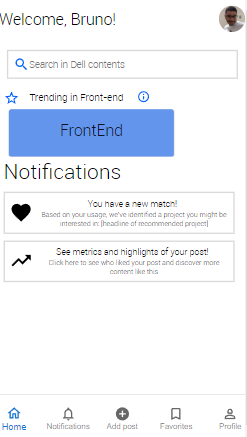 Welcome, Bruno!
Search in Dell contents
Trending in Front-end
FrontEnd
Notifications
You have a new match!
Based on your usage, we've identified a project you might be
interested in: [headline of recommended project]
See metrics and highlights of your post!
Click here to see who liked your post and discover more
content like this
Home Notifications Add post Favorites Profile